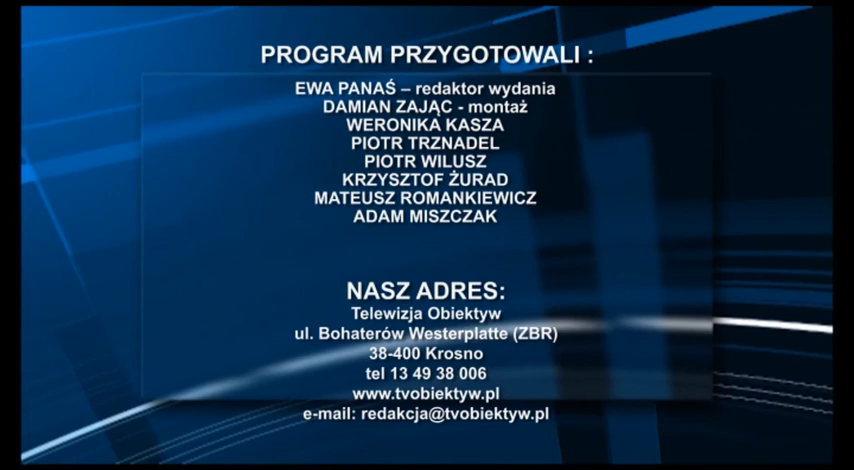 PROGRAM PRZYGOTOWALI :
EWA PANAŚ – redaktor wydania
DAMIAN ZAJĄC - montaż
WERONIKA KASZA
PIOTR TRZNADEL
PIOTR WILUSZ
KRZYSZTOF ŻURAD
MATEUSZ ROMANKIEWICZ
ADAM MISZCZAK
NASZ ADRES:
Telewizja Obiektyw
ul. Bohaterów Westerplatte (ZBR)
38-400 Krosno
tel 13 49 38 006
www.tvobiektyw.pl
e-mail: redakcja@tvobiektyw.pl